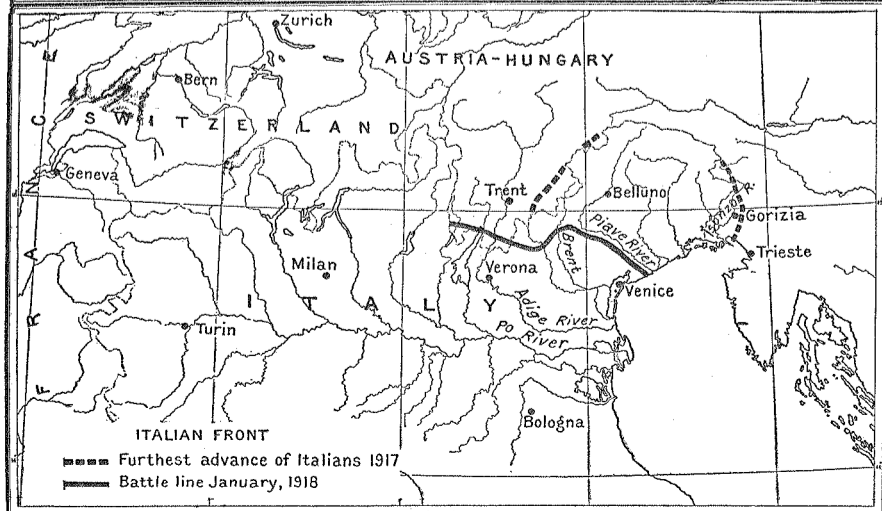 Zurich
AUSTRIA-HUNGARY
Bern
SWITZERLAND
FRANCE
Geneva
Trent
Bellüno
Isonzo R.
Gorizia
Piave River
Trieste
Milan
Brent
Verona
Venice
ITALY
Adige River
Turin
Po River
Bologna
ITALIAN FRONT
Furthest advance of Italians 1917
Battle line January, 1918